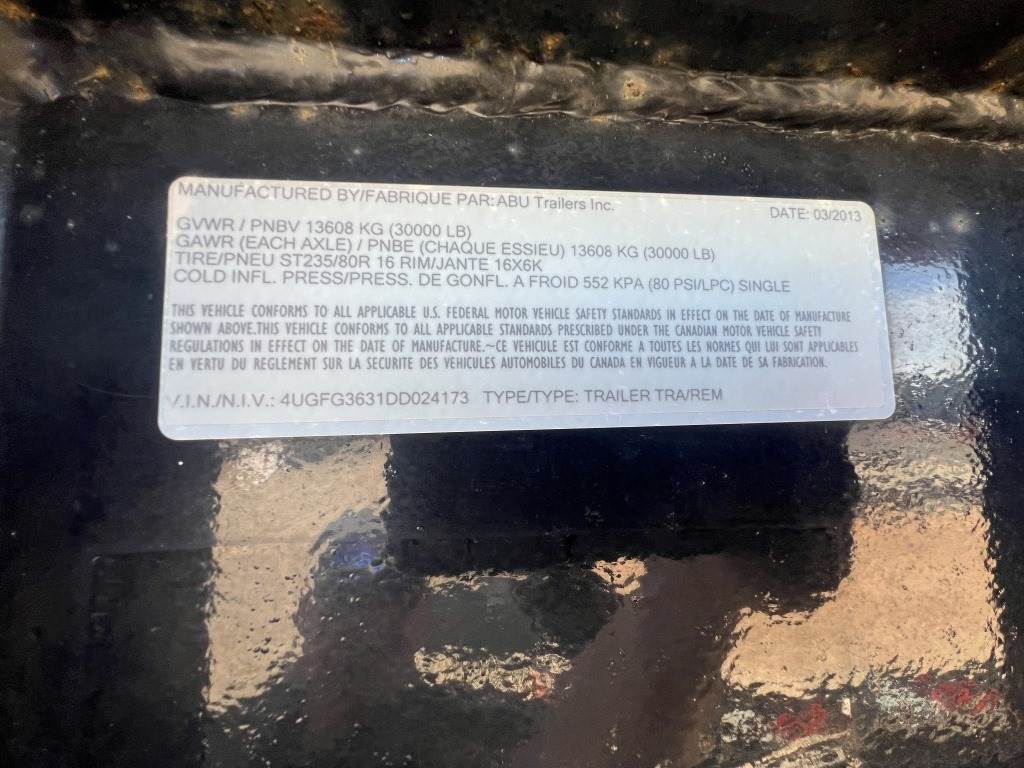 MANUFACTURED BY/FABRIQUE PAR: ABU Trailers Inc.
DATE: 03/2013
GVWR / PNBV 13608 KG (30000 LB)
GAWR (EACH AXLE) / PNBE (CHAQUE ESSIEU) 13608 KG (30000 LB)
TIRE/PNEU ST235/80R 16 RIM/JANTE 16X6K
COLD INFL. PRESS/PRESS. DE GONFL. A FROID 552 KPA (80 PSI/LPC) SINGLE
THIS VEHICLE CONFORMS TO ALL APPLICABLE U.S. FEDERAL MOTOR VEHICLE SAFETY STANDARDS IN EFFECT ON THE DATE OF MANUFACTURE
SHOWN ABOVE.THIS VEHICLE CONFORMS TO ALL APPLICABLE STANDARDS PRESCRIBED UNDER THE CANADIAN MOTOR VEHICLE SAFETY
REGULATIONS IN EFFECT ON THE DATE OF MANUFACTURE.~CE VEHICULE EST CONFORME A TOUTES LES NORMES QUI LUI SONT APPLICABLES
EN VERTU DU REGLEMENT SUR LA SECURITE DES VEHICULES AUTOMOBILES DU CANADA EN VIGUEUR A LA DATE DE SA FABRICATION.
V.I.N./N.I.V.: 4UGFG3631DD024173 TYPE/TYPE: TRAILER TRA/REM